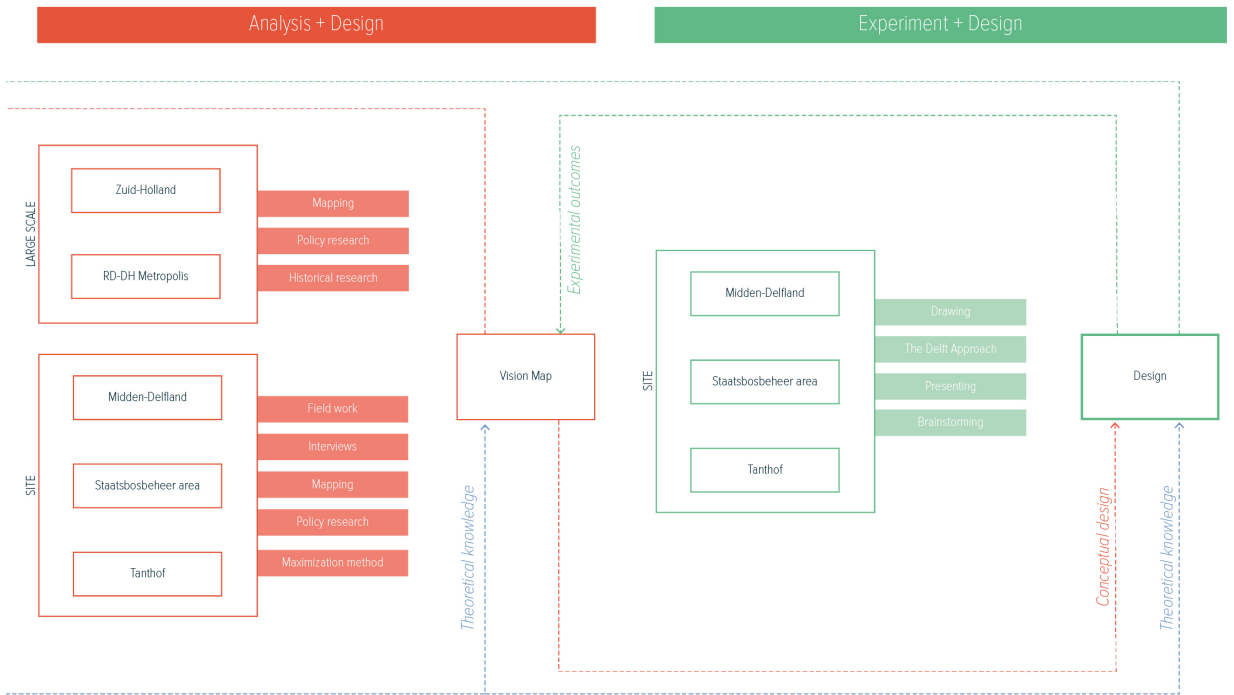 Analysis + Design
Experiment + Design
LARGE SCALE
Zuid-Holland
RD-DH Metropolis
Mapping
Policy research
Historical research
SITE
Midden-Delfland
Staatsbosbeheer area
Tanthof
Field work
Interviews
Mapping
Policy research
Maximization method
Theoretical knowledge
Vision Map
Experimental outcomes
SITE
Midden-Delfland
Staatsbosbeheer area
Tanthof
Drawing
The Delft Approach
Presenting
Brainstorming
Design
Conceptual design
Theoretical knowledge